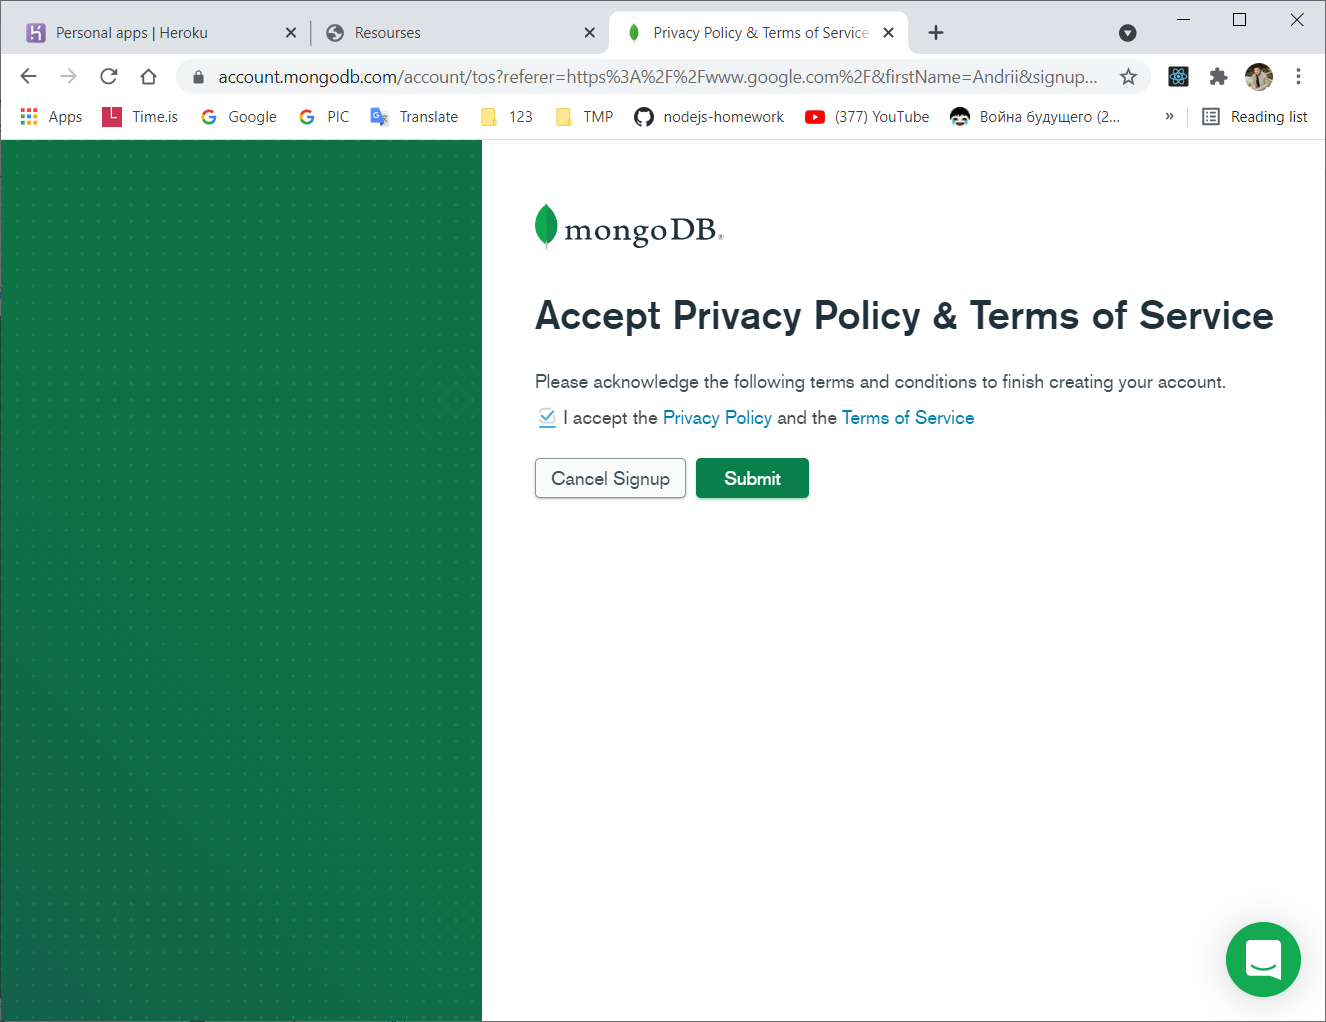 Personal apps | Heroku
Resourses
Privacy Policy & Terms of Service
account.mongodb.com/account/tos?referer=https%3A%2F%2Fwww.google.com%2F&firstName=Andrii&signup...
Apps
Time.is
Google
PIC
Translate
123
TMP
nodejs-homework
(377) YouTube
Война будущего (2...
»
Reading list
mongoDB®
Accept Privacy Policy & Terms of Service
Please acknowledge the following terms and conditions to finish creating your account.
I accept the Privacy Policy and the Terms of Service
Cancel Signup
Submit